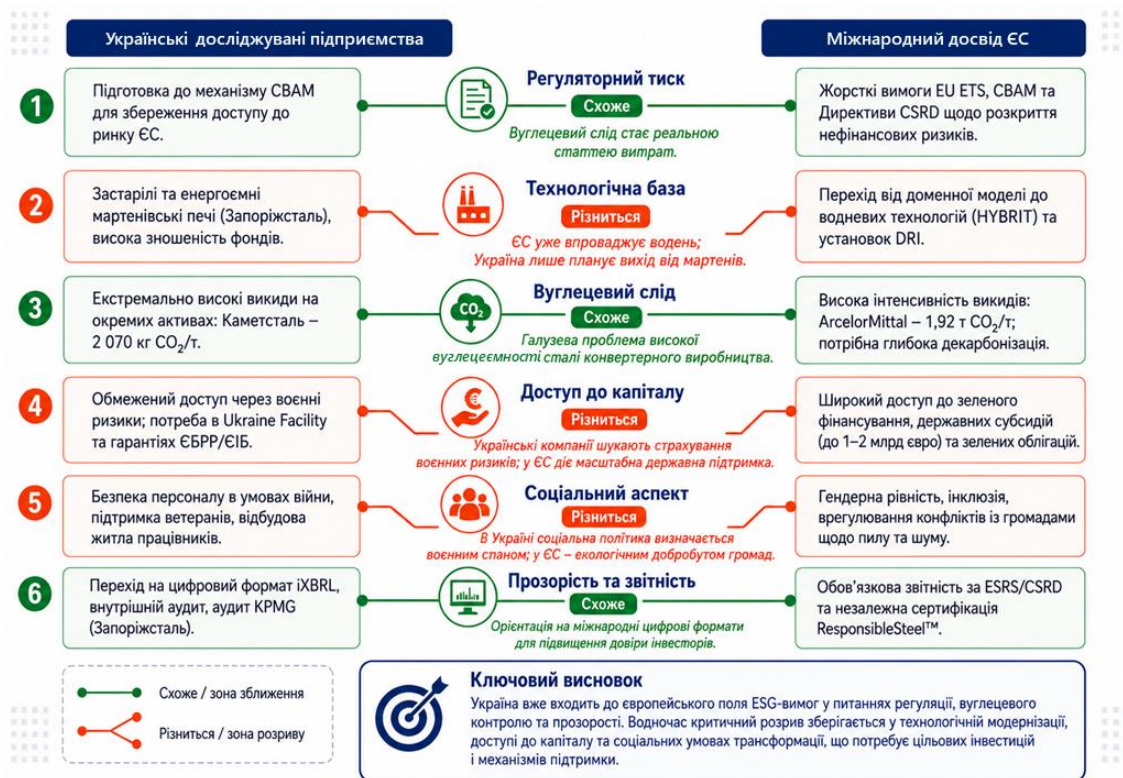 Українські досліджувані підприємства
Міжнародний досвід ЄС
1
Підготовка до механізму CBAM
для збереження доступу до
ринку ЄС.
Регуляторний тиск
Схоже
Вуглецевий слід стає реальною
статтею витрат.
Жорсткі вимоги EU ETS, CBAM та
Директиви CSRD щодо розкриття
нефінансових ризиків.
2
Застарілі та енергоємні
мартенівські печі (Запоріжсталь),
висока зношеність фондів.
Технологічна база
Різниться
ЄС уже впроваджує водень;
Україна лише планує вихід від мартенів.
Перехід від доменної моделі до
водневих технологій (HYBRIT) та
установок DRI.
3
Екстремально високі викиди на
окремих активах: Каметсталь –
2 070 кг CO₂/т.
CO₂
Вуглецевий слід
Схоже
Галузева проблема високої
вуглецеємності сталі конвертерного виробництва.
Висока інтенсивність викидів:
ArcelorMittal – 1,92 т CO₂/т;
потрібна глибока декарбонізація.
4
Обмежений доступ через воєнні
ризики; потреба в Ukraine Facility
та гарантіях ЄБРР/ЄІБ.
€
Доступ до капіталу
Різниться
Українські компанії шукають страхування
воєнних ризиків; у ЄС діє масштабна державна підтримка.
Широкий доступ до зеленого
фінансування, державних субсидій
(до 1–2 млрд євро) та зелених облігацій.
5
Безпека персоналу в умовах війни,
підтримка ветеранів, відбудова
житла працівників.
Соціальний аспект
Різниться
В Україні соціальна політика визначається
воєнним спаном; у ЄС – екологічним добробутом громад.
Гендерна рівність, інклюзія,
врегулювання конфліктів із громадами
щодо пилу та шуму.
6
Перехід на цифровий формат iXBRL,
внутрішній аудит, аудит KPMG
(Запоріжсталь).
Прозорість та звітність
Схоже
Орієнтація на міжнародні цифрові формати
для підвищення довіри інвесторів.
Обов’язкова звітність за ESRS/CSRD
та незалежна сертифікація
ResponsibleSteel™.
Схоже / зона зближення
Різниться / зона розриву
Ключовий висновок
Україна вже входить до європейського поля ESG-вимог у питаннях регуляції, вуглецевого
контролю та прозорості. Водночас критичний розрив зберігається у технологічній модернізації,
доступі до капіталу та соціальних умовах трансформації, що потребує цільових інвестицій
і механізмів підтримки.